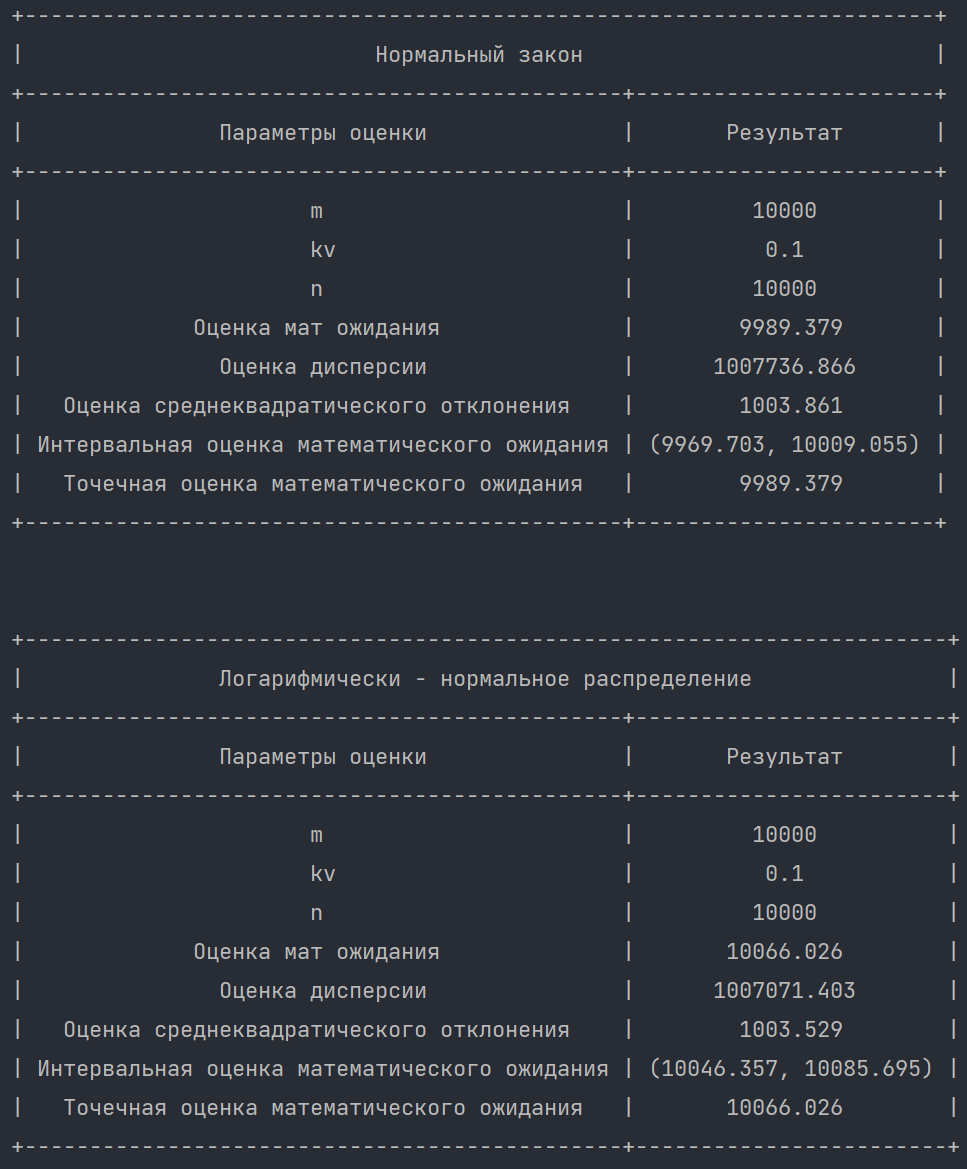 +----------------------------------------------------------------------+
| Нормальный закон |
+----------------------------------------------+-----------------------+
| Параметры оценки | Результат |
+----------------------------------------------+-----------------------+
| m | 10000 |
| kv | 0.1 |
| n | 10000 |
| Оценка мат ожидания | 9989.379 |
| Оценка дисперсии | 1007736.866 |
| Оценка среднеквадратического отклонения | 1003.861 |
| Интервальная оценка математического ожидания | (9969.703, 10009.055) |
| Точечная оценка математического ожидания | 9989.379 |
+----------------------------------------------+-----------------------+
+-----------------------------------------------------------------------+
| Логарифмически - нормальное распределение |
+----------------------------------------------+------------------------+
| Параметры оценки | Результат |
+----------------------------------------------+------------------------+
| m | 10000 |
| kv | 0.1 |
| n | 10000 |
| Оценка мат ожидания | 10066.026 |
| Оценка дисперсии | 1007071.403 |
| Оценка среднеквадратического отклонения | 1003.529 |
| Интервальная оценка математического ожидания | (10046.357, 10085.695) |
| Точечная оценка математического ожидания | 10066.026 |
+----------------------------------------------+------------------------+